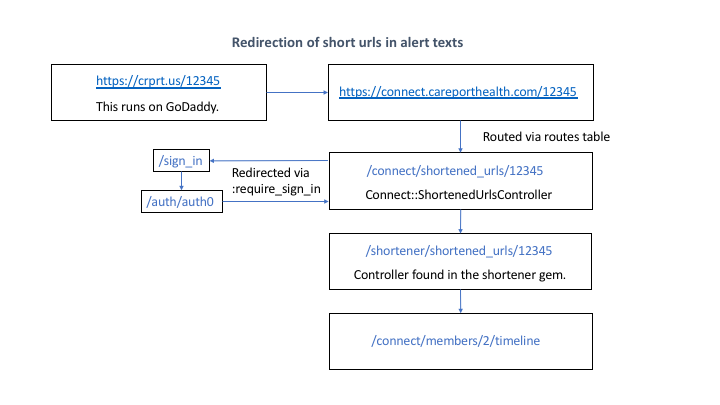 Redirection of short urls in alert texts
https://crprt.us/12345
This runs on GoDaddy.
https://connect.careporthealth.com/12345
Routed via routes table
/sign_in
/auth/auth0
Redirected via
:require_sign_in
/connect/shortened_urls/12345
Connect::ShortenedUrlsController
/shortener/shortened_urls/12345
Controller found in the shortener gem.
/connect/members/2/timeline